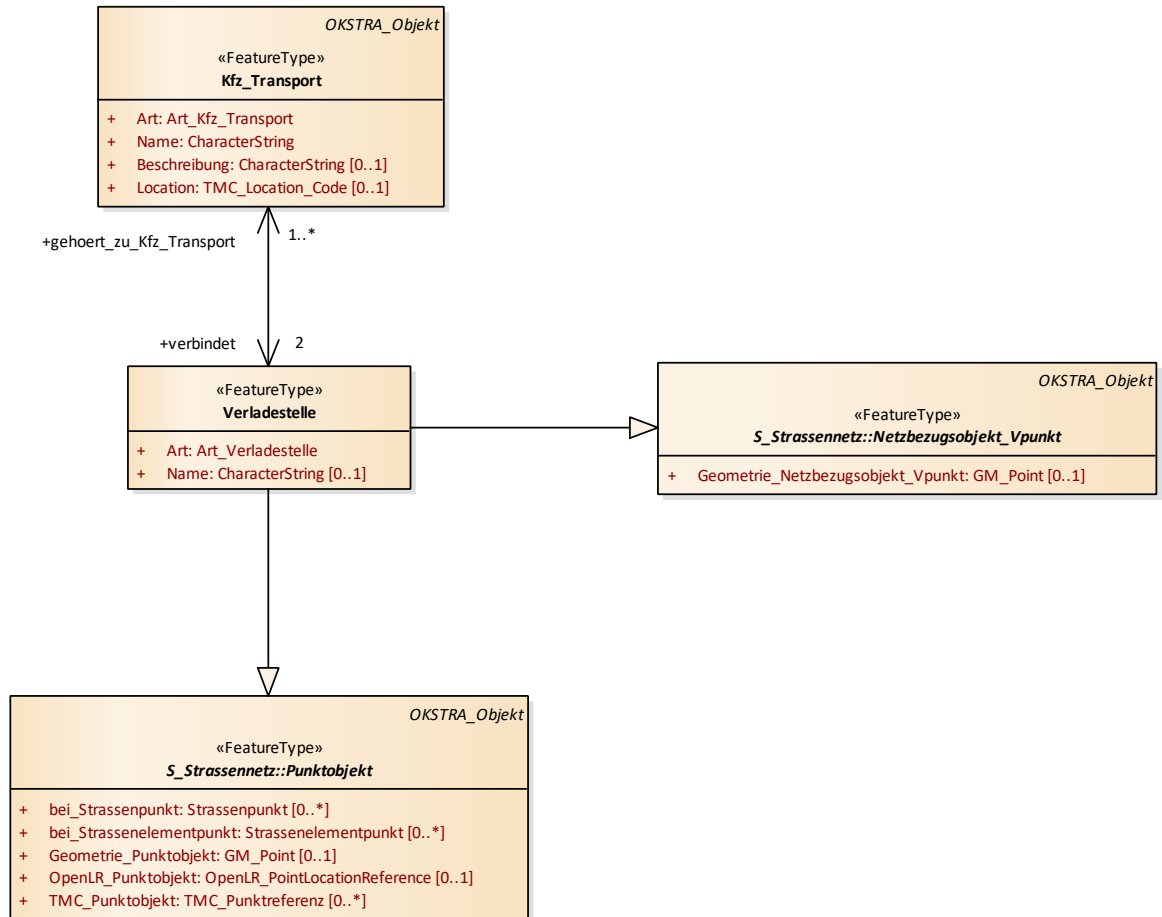 OKSTRA_Objekt
«FeatureType»
Kfz_Transport
+ Art: Art_Kfz_Transport
+ Name: CharacterString
+ Beschreibung: CharacterString [0..1]
+ Location: TMC_Location_Code [0..1]
+gehoert_zu_Kfz_Transport 1..*
+verbindet 2
«FeatureType»
Verladestelle
+ Art: Art_Verladestelle
+ Name: CharacterString [0..1]
OKSTRA_Objekt
«FeatureType»
S_Strassennetz::Netzbezugsobjekt_Vpunkt
+ Geometrie_Netzbezugsobjekt_Vpunkt: GM_Point [0..1]
OKSTRA_Objekt
«FeatureType»
S_Strassennetz::Punktobjekt
+ bei_Strassenpunkt: Strassenpunkt [0..*]
+ bei_Strassenelementpunkt: Strassenelementpunkt [0..*]
+ Geometrie_Punktobjekt: GM_Point [0..1]
+ OpenLR_Punktobjekt: OpenLR_PointLocationReference [0..1]
+ TMC_Punktobjekt: TMC_Punktreferenz [0..*]